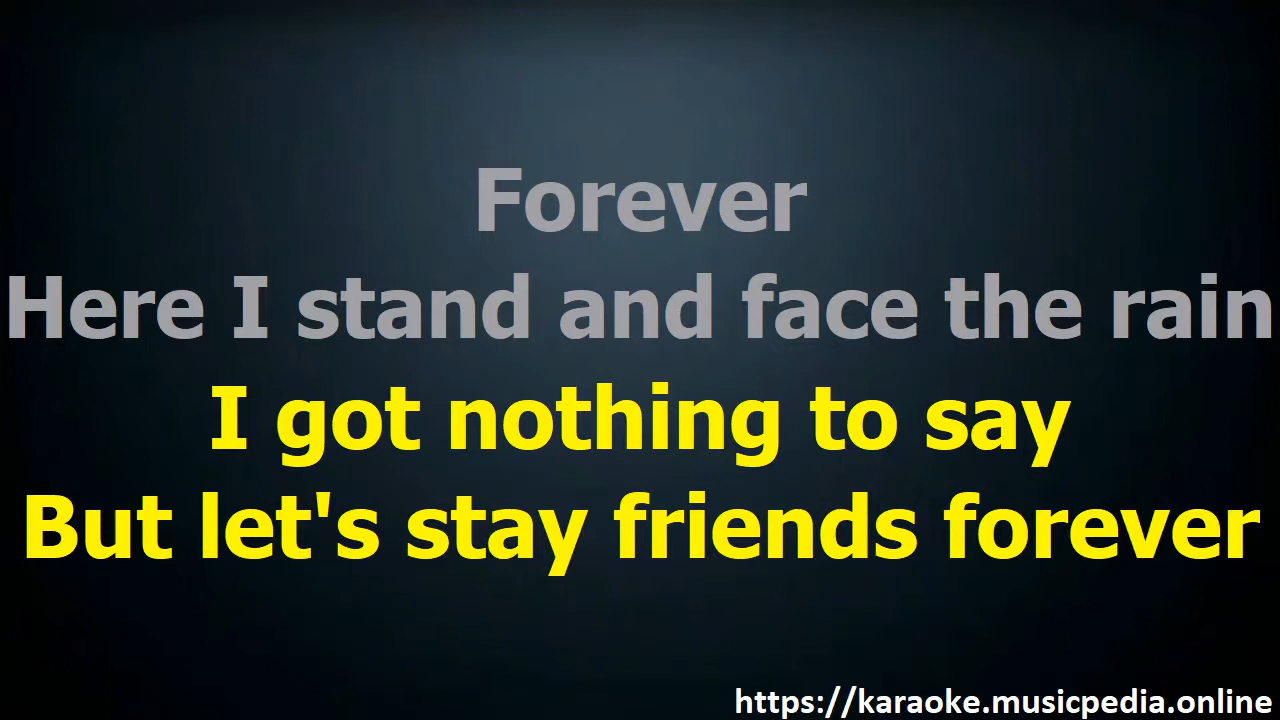 Forever
Here I stand and face the rain
I got nothing to say
But let's stay friends forever
https://karaoke.musicpedia.online